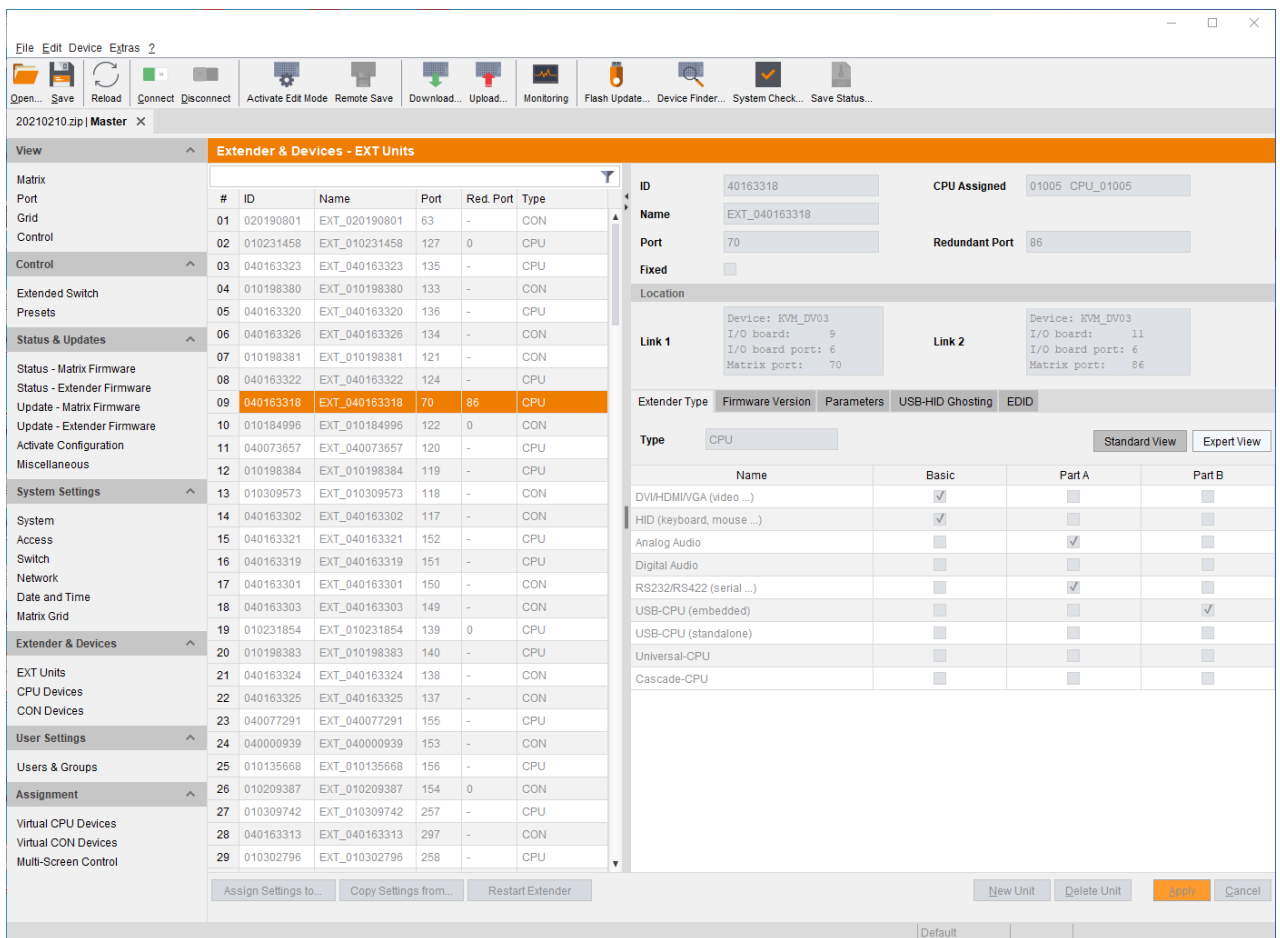 File Edit Device Extras ?
Open... Save Reload Connect Disconnect Activate Edit Mode Remote Save Download... Upload... Monitoring Flash Update... Device Finder... System Check... Save Status...
20210210.zip | Master
View
Matrix
Port
Grid
Control
Control
Extended Switch
Presets
Status & Updates
Status - Matrix Firmware
Status - Extender Firmware
Update - Matrix Firmware
Update - Extender Firmware
Activate Configuration
Miscellaneous
System Settings
System
Access
Switch
Network
Date and Time
Matrix Grid
Extender & Devices
EXT Units
CPU Devices
CON Devices
User Settings
Users & Groups
Assignment
Virtual CPU Devices
Virtual CON Devices
Multi-Screen Control
Extender & Devices - EXT Units
# ID Name Port Red. Port Type
01 020190801 EXT_020190801 63 - CON
02 010231458 EXT_010231458 127 0 CPU
03 040163323 EXT_040163323 135 - CPU
04 010198380 EXT_010198380 133 - CON
05 040163320 EXT_040163320 136 - CPU
06 040163326 EXT_040163326 134 - CON
07 010198381 EXT_010198381 121 - CON
08 040163322 EXT_040163322 124 - CPU
09 040163318 EXT_040163318 70 86 CPU
10 010184996 EXT_010184996 122 0 CON
11 040073657 EXT_040073657 120 - CPU
12 010198384 EXT_010198384 119 - CPU
13 010309573 EXT_010309573 118 - CON
14 040163302 EXT_040163302 117 - CON
15 040163321 EXT_040163321 152 - CPU
16 040163319 EXT_040163319 151 - CPU
17 040163301 EXT_040163301 150 - CON
18 040163303 EXT_040163303 149 - CON
19 010231854 EXT_010231854 139 0 CPU
20 010198383 EXT_010198383 140 - CPU
21 040163324 EXT_040163324 138 - CON
22 040163325 EXT_040163325 137 - CON
23 040077291 EXT_040077291 155 - CPU
24 040000939 EXT_040000939 153 - CON
25 010135668 EXT_010135668 156 - CPU
26 010209387 EXT_010209387 154 0 CON
27 010309742 EXT_010309742 257 - CPU
28 040163313 EXT_040163313 297 - CON
29 010302796 EXT_010302796 258 - CPU
ID 40163318 CPU Assigned 01005 CPU_01005
Name EXT_040163318
Port 70 Redundant Port 86
Fixed
Location
Link 1
Device: KVM_DV03
I/O board: 9
I/O board port: 6
Matrix port: 70
Link 2
Device: KVM_DV03
I/O board: 11
I/O board port: 6
Matrix port: 86
Extender Type Firmware Version Parameters USB-HID Ghosting EDID
Type CPU Standard View Expert View
Name Basic Part A Part B
DVI/HDMI/VGA (video ...)
HID (keyboard, mouse ...)
Analog Audio
Digital Audio
RS232/RS422 (serial ...)
USB-CPU (embedded)
USB-CPU (standalone)
Universal-CPU
Cascade-CPU
Assign Settings to... Copy Settings from... Restart Extender New Unit Delete Unit Apply Cancel
Default